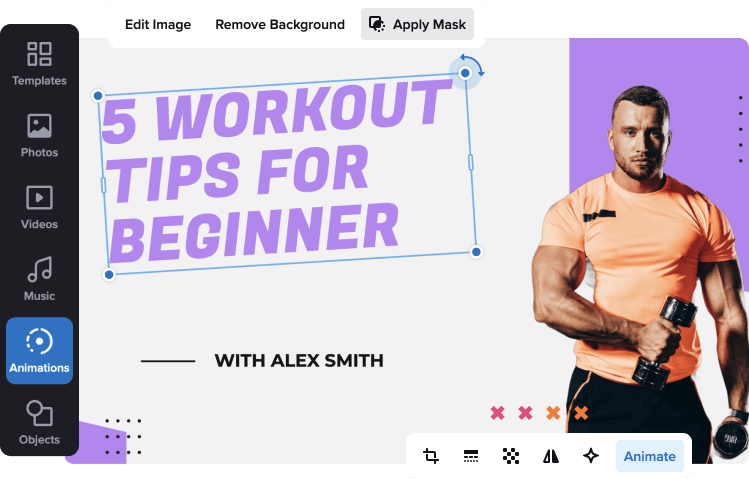 Edit Image
Remove Background
Apply Mask
Templates
Photos
Videos
Music
Animations
Objects
5 WORKOUT
TIPS FOR
BEGINNER
WITH ALEX SMITH
Animate